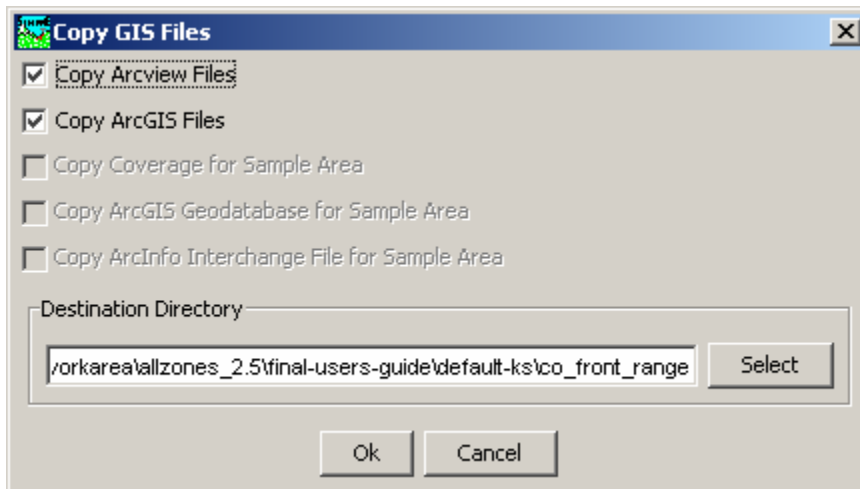 Copy GIS Files
Copy Arcview Files
Copy ArcGIS Files
Copy Coverage for Sample Area
Copy ArcGIS Geodatabase for Sample Area
Copy ArcInfo Interchange File for Sample Area
Destination Directory
orkarea\allzones_2.5\final-users-guide\default-ks\co_front_range
Select
Ok
Cancel